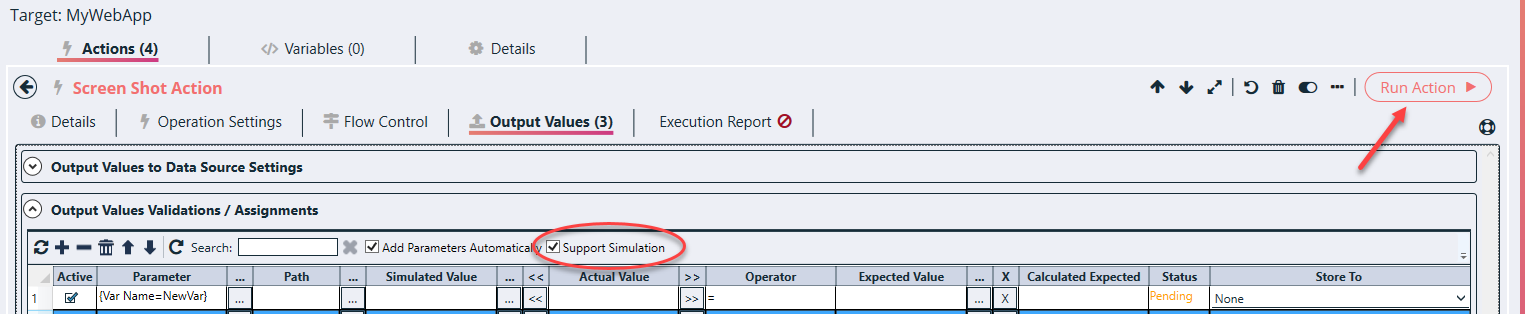 Target: MyWebApp
Actions (4) </> Variables (0) Details
Screen Shot Action Run Action
Details Operation Settings Flow Control Output Values (3) Execution Report
Output Values to Data Source Settings
Output Values Validations / Assignments
Search: Add Parameters Automatically Support Simulation
Active Parameter ... Path ... Simulated Value ... << Actual Value >> Operator Expected Value ... X Calculated Expected Status Store To
1 {Var Name=NewVar} ... ... ... << >> = ... X Pending None